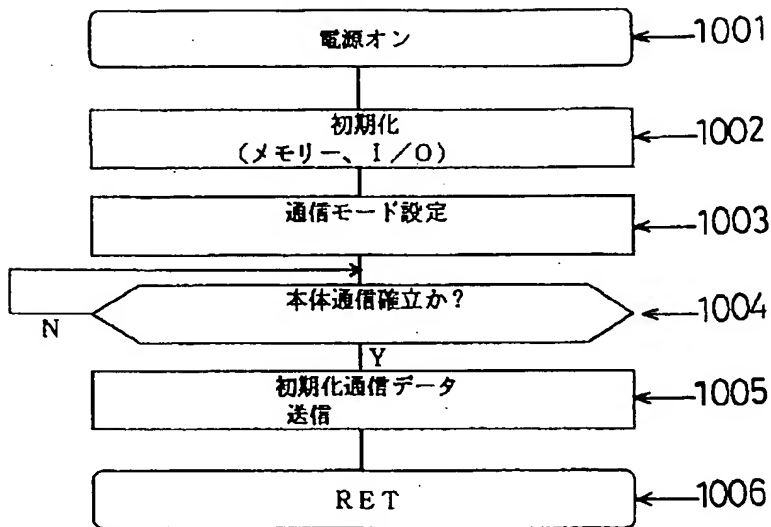 電源オン
1001
初期化
(メモリー、I/O)
1002
通信モード設定
1003
本体通信確立か?
1004
N
Y
初期化通信データ
送信
1005
RET
1006